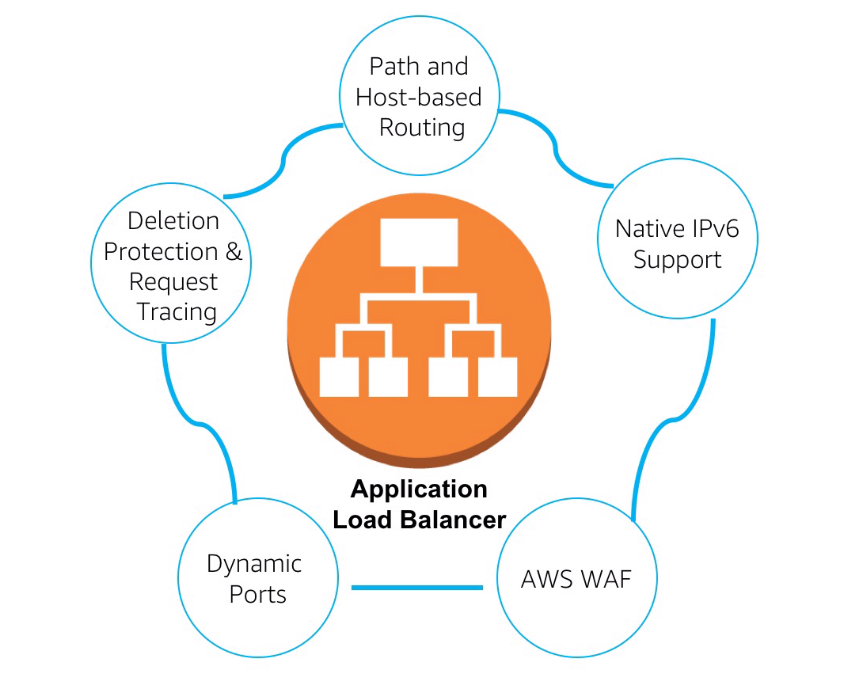 Path and
Host-based
Routing
Deletion
Protection &
Request
Tracing
Native IPv6
Support
Application
Load Balancer
Dynamic
Ports
AWS WAF